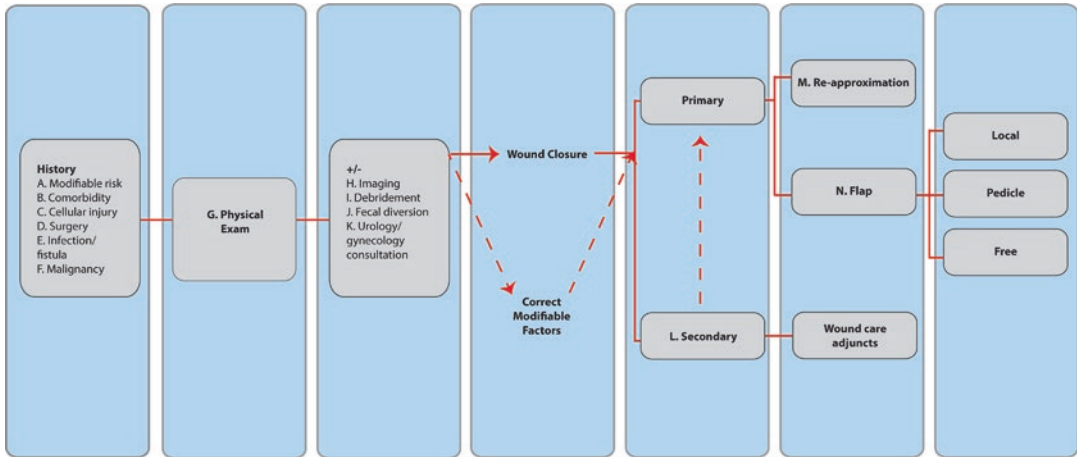 History
A. Modifiable risk
B. Comorbidity
C. Cellular injury
D. Surgery
E. Infection/
fistula
F. Malignancy
G. Physical
Exam
+/-
H. Imaging
I. Debridement
J. Fecal diversion
K. Urology/
gynecology
consultation
Wound Closure
Correct
Modifiable
Factors
Primary
L. Secondary
M. Re-approximation
N. Flap
Wound care
adjuncts
Local
Pedicle
Free